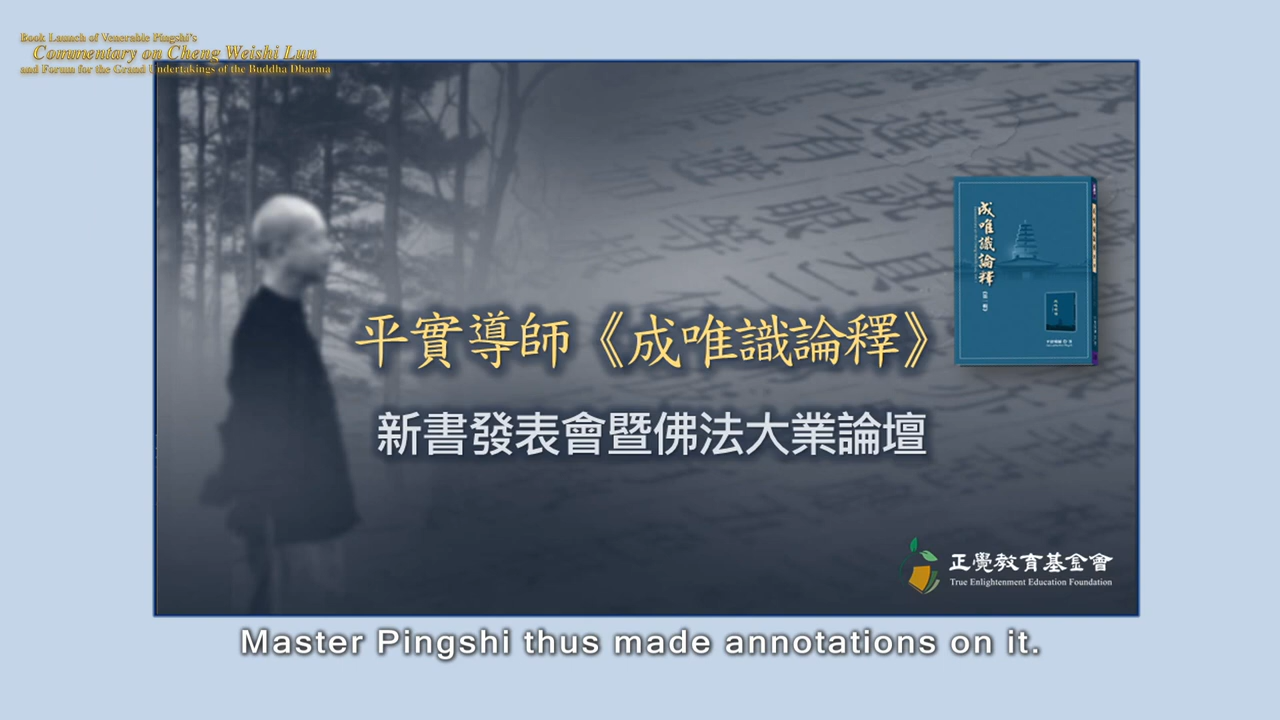 Book Launch of Venerable Pingshi's
Commentary on Cheng Weishi Lun
and Forum for the Grand Undertakings of the Buddha Dharma
成唯識論釋
平實導師《成唯識論釋》
新書發表會暨佛法大業論壇
正覺教育基金會
True Enlightenment Education Foundation
Master Pingshi thus made annotations on it.